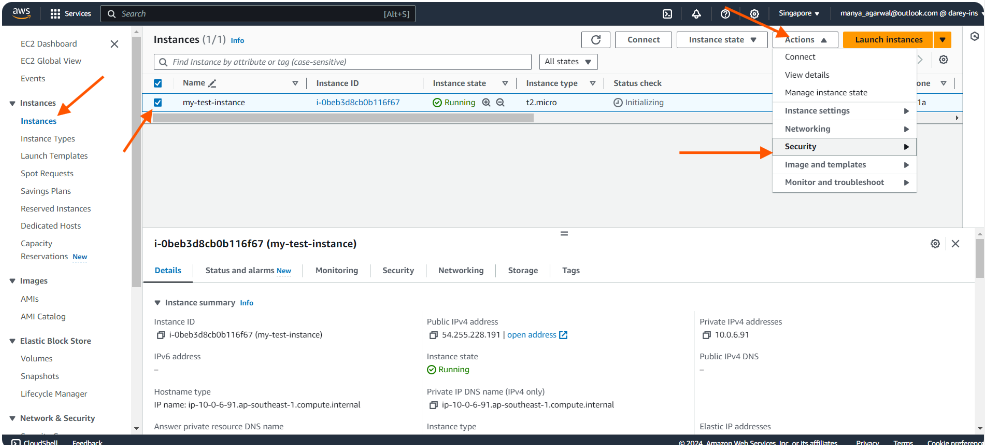 aws
Services
Search
[Alt+S]
Singapore
manya_agarwal@outlook.com @ darey-ins
EC2 Dashboard
EC2 Global View
Events
Instances
Instances
Instance Types
Launch Templates
Spot Requests
Savings Plans
Reserved Instances
Dedicated Hosts
Capacity
Reservations New
Images
AMIs
AMI Catalog
Elastic Block Store
Volumes
Snapshots
Lifecycle Manager
Network & Security
Instances (1/1) Info
Connect
Instance state
Actions
Launch instances
Find Instance by attribute or tag (case-sensitive)
All states
Name
Instance ID
Instance state
Instance type
Status check
my-test-instance
i-0beb3d8cb0b116f67
Running
t2.micro
Initializing
1a
Connect
View details
Manage instance state
Instance settings
Networking
Security
Image and templates
Monitor and troubleshoot
i-0beb3d8cb0b116f67 (my-test-instance)
Details
Status and alarms New
Monitoring
Security
Networking
Storage
Tags
Instance summary Info
Instance ID
i-0beb3d8cb0b116f67 (my-test-instance)
Public IPv4 address
54.255.228.191 | open address
Private IPv4 addresses
10.0.6.91
IPv6 address
–
Instance state
Running
Public IPv4 DNS
–
Hostname type
IP name: ip-10-0-6-91.ap-southeast-1.compute.internal
Private IP DNS name (IPv4 only)
ip-10-0-6-91.ap-southeast-1.compute.internal
Answer private resource DNS name
Instance type
Elastic IP addresses
CloudShell
Feedback
© 2024, Amazon Web Services, Inc. or its affiliates.
Privacy
Terms
Cookie preferences